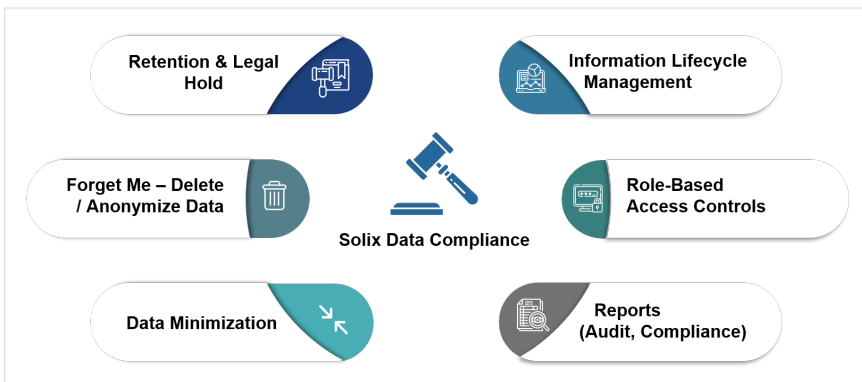 Retention & Legal
Hold
Information Lifecycle
Management
Forget Me – Delete
/ Anonymize Data
Role-Based
Access Controls
Solix Data Compliance
Data Minimization
Reports
(Audit, Compliance)